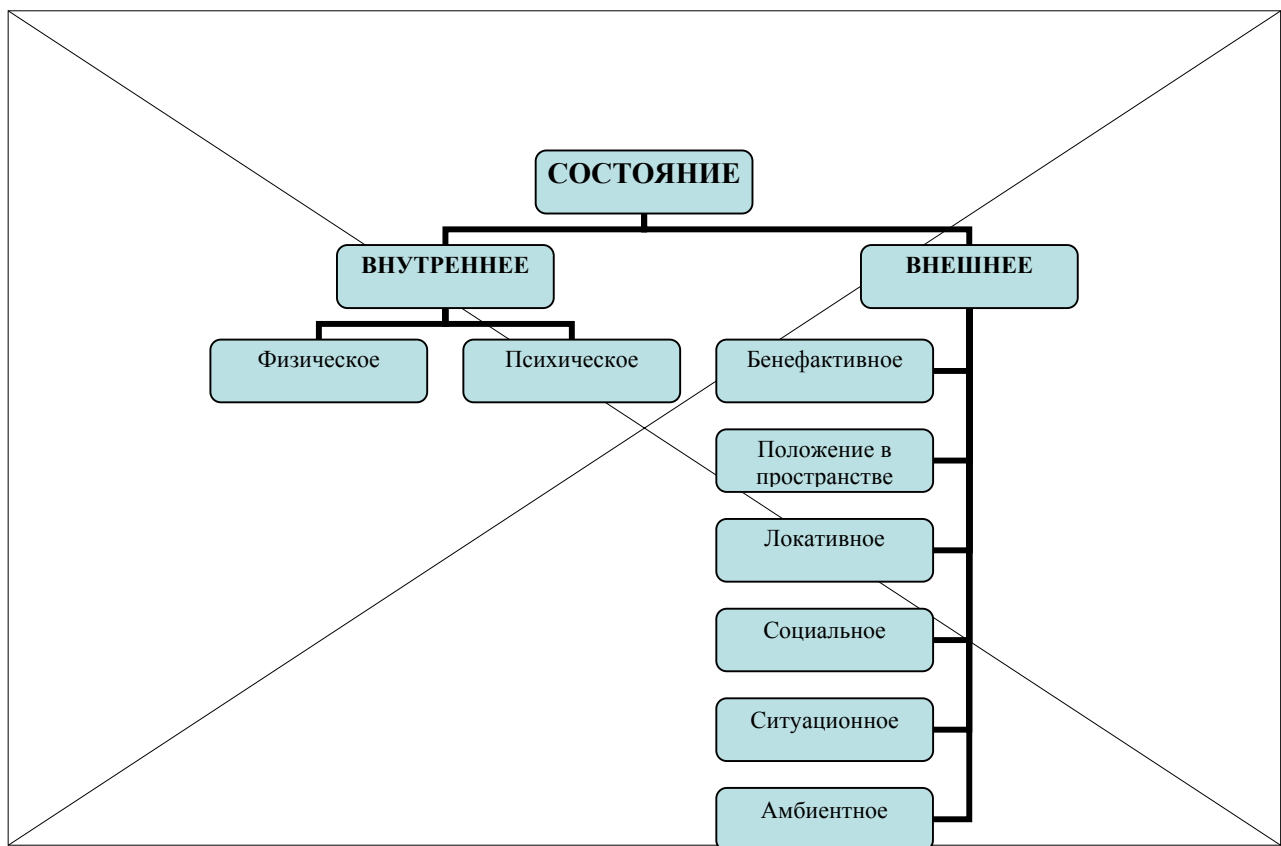 СОСТОЯНИЕ
ВНУТРЕННЕЕ
ВНЕШНЕЕ
Физическое
Психическое
Бенефактивное
Положение в
пространстве
Локативное
Социальное
Ситуационное
Амбиентное